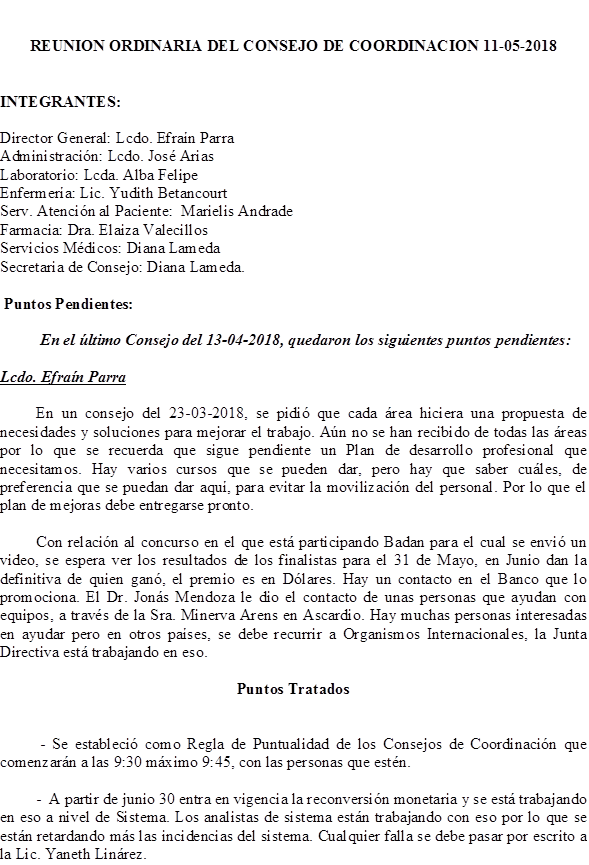 REUNION ORDINARIA DEL CONSEJO DE COORDINACION 11-05-2018
INTEGRANTES:
Director General: Lcdo. Efraín Parra
Administración: Lcdo. José Arias
Laboratorio: Lcda. Alba Felipe
Enfermería: Lic. Yudith Betancourt
Serv. Atención al Paciente:  Marielis Andrade
Farmacia: Dra. Elaiza Valecillos
Servicios Médicos: Diana Lameda
Secretaria de Consejo: Diana Lameda.
Puntos Pendientes:
En el último Consejo del 13-04-2018, quedaron los siguientes puntos pendientes:
Lcdo. Efraín Parra
En un consejo del 23-03-2018, se pidió que cada área hiciera una propuesta de
necesidades y soluciones para mejorar el trabajo. Aún no se han recibido de todas las áreas
por lo que se recuerda que sigue pendiente un Plan de desarrollo profesional que
necesitamos. Hay varios cursos que se pueden dar, pero hay que saber cuáles, de
preferencia que se puedan dar aquí, para evitar la movilización del personal. Por lo que el
plan de mejoras debe entregarse pronto.
Con relación al concurso en el que está participando Badan para el cual se envió un
video, se espera ver los resultados de los finalistas para el 31 de Mayo, en Junio dan la
definitiva de quien ganó, el premio es en Dólares. Hay un contacto en el Banco que lo
promociona. El Dr. Jonás Mendoza le dio el contacto de unas personas que ayudan con
equipos, a través de la Sra. Minerva Arens en Ascardio. Hay muchas personas interesadas
en ayudar pero en otros países, se debe recurrir a Organismos Internacionales, la Junta
Directiva está trabajando en eso.
Puntos Tratados
- Se estableció como Regla de Puntualidad de los Consejos de Coordinación que
comenzarán a las 9:30 máximo 9:45, con las personas que estén.
- A partir de junio 30 entra en vigencia la reconversión monetaria y se está trabajando
en eso a nivel de Sistema. Los analistas de sistema están trabajando con eso por lo que se
están retardando más las incidencias del sistema. Cualquier falla se debe pasar por escrito a
la Lic. Yaneth Linárez.